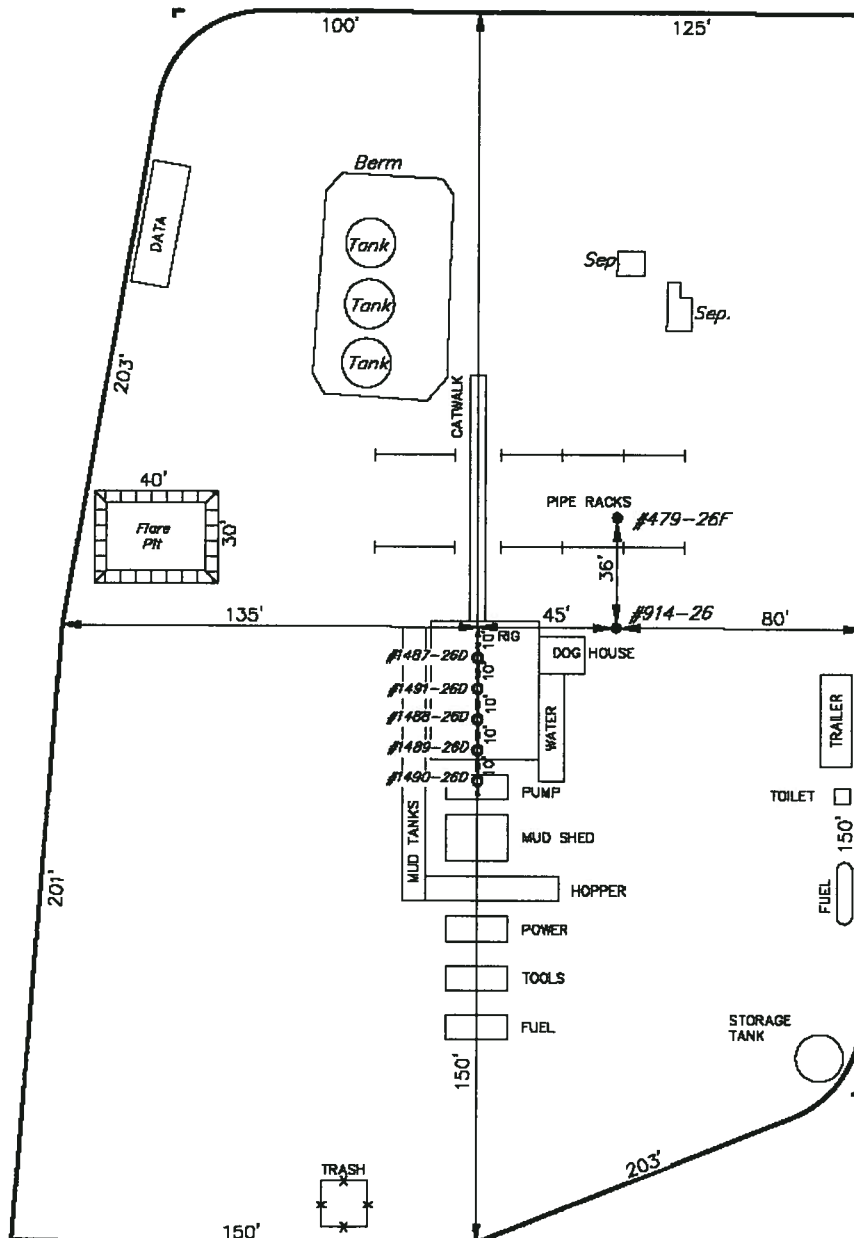 100'
125'
Berm
DATA
Tank
Sep
Tank
Sep.
Tank
203'
CATWALK
40'
PIPE RACKS
#479-26F
Flare
Pit
30'
36'
135'
45'
#914-26
80'
RIG
10'
DOG HOUSE
#1487-26D
10'
#1491-26D
10'
#1488-26D
10'
#1489-26D
10'
#1490-26D
WATER
TRAILER
PUMP
TOILET
MUD TANKS
MUD SHED
150'
201'
HOPPER
FUEL
POWER
TOOLS
STORAGE
TANK
FUEL
150'
203'
TRASH
150'